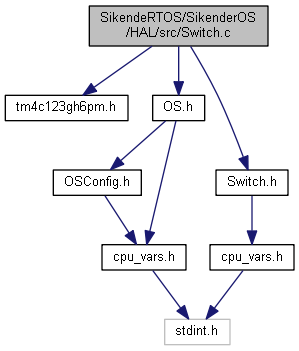 SikendeRTOS/SikenderOS
/HAL/src/Switch.c
tm4c123gh6pm.h
OS.h
OSConfig.h
Switch.h
cpu_vars.h
cpu_vars.h
stdint.h